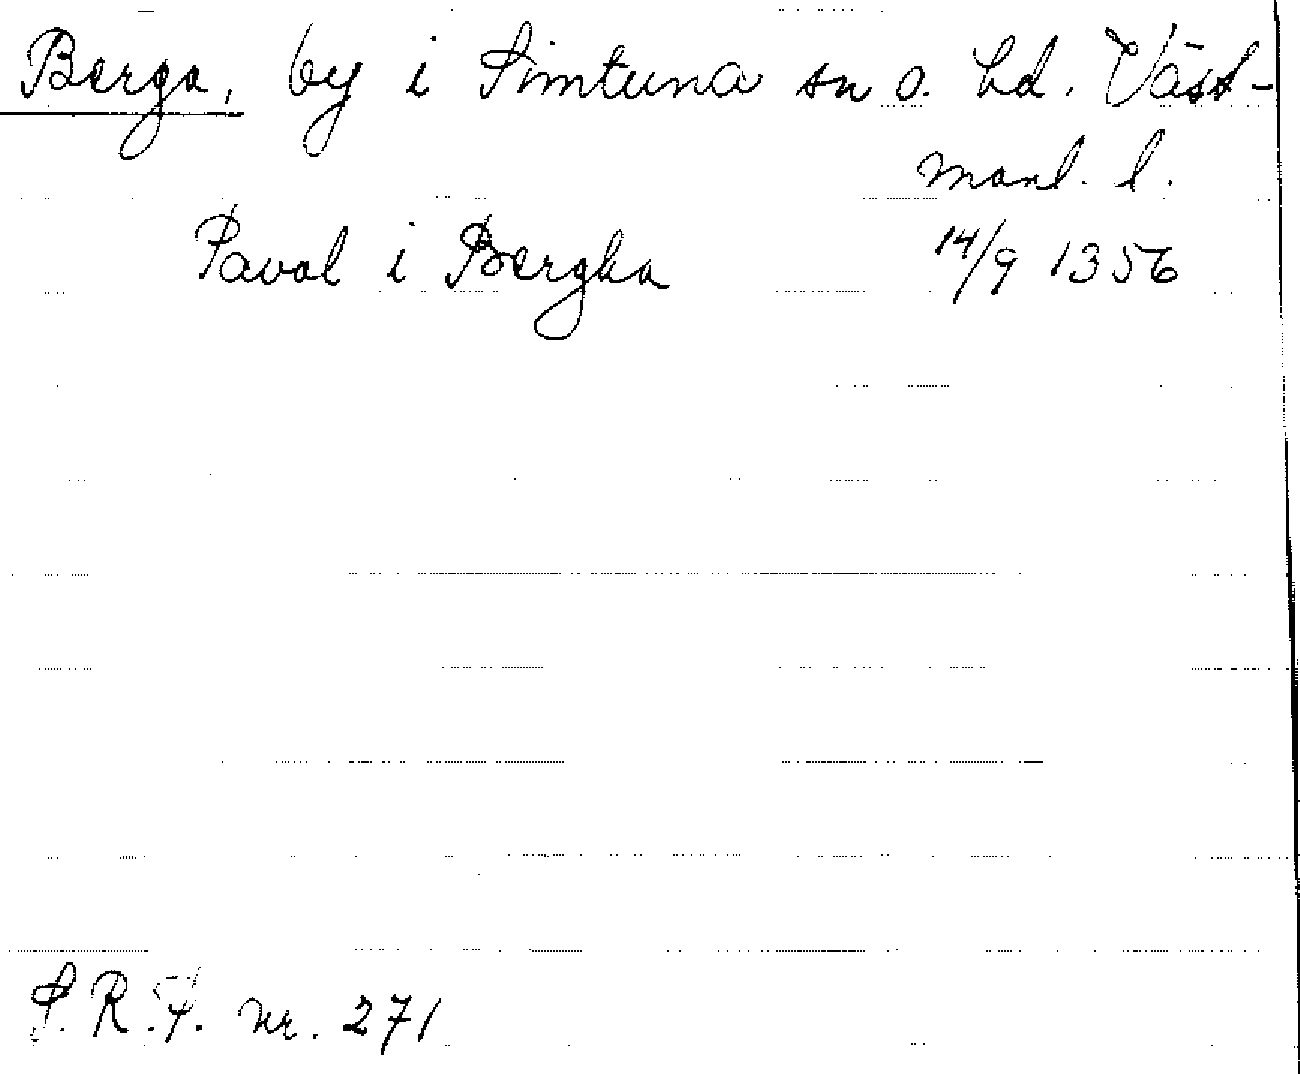 Berga, by i Simtuna sn o. hd. Väst-
manl. l.
Paval i Bergha 14/9 1356
S.R.P. nr. 271